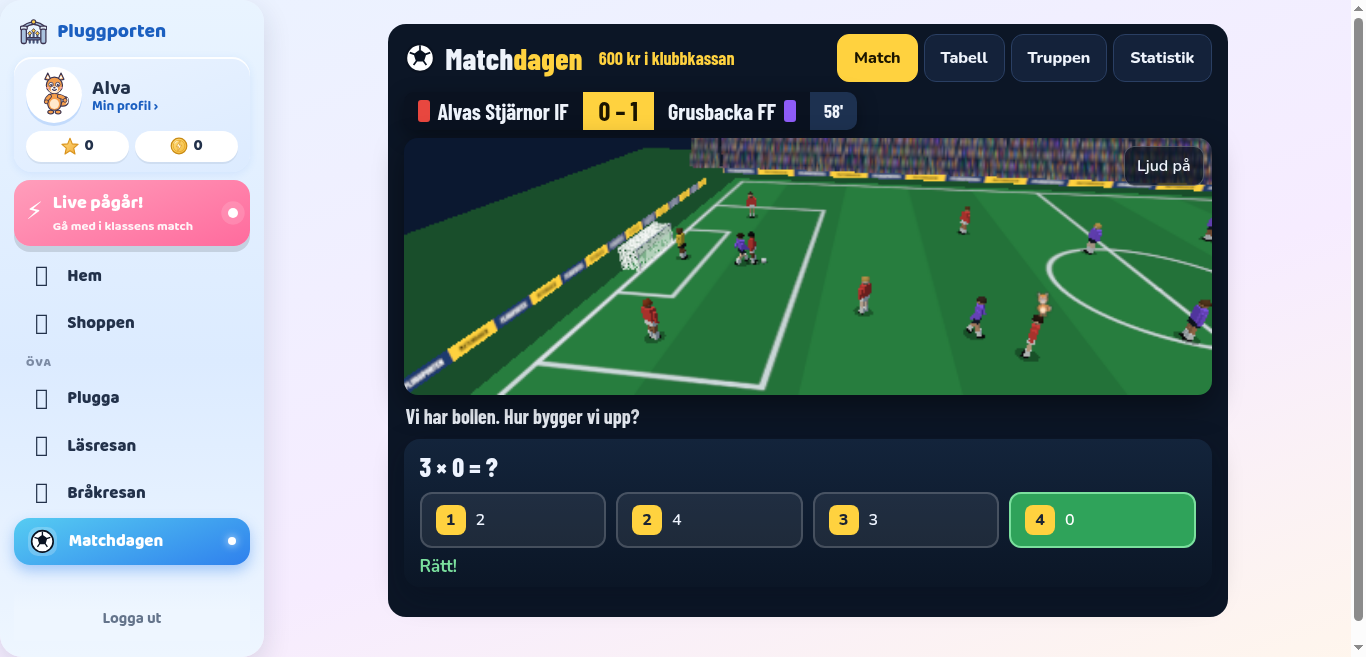 Pluggporten
Alva
Min profil ›
0
0
Live pågår!
Gå med i klassens match
Hem
Shoppen
ÖVA
Plugga
Läsresan
Bråkresan
Matchdagen
Logga ut
Matchdagen
600 kr i klubbkassan
Match
Tabell
Truppen
Statistik
Alvas Stjärnor IF
0 – 1
Grusbacka FF
58'
Ljud på
Vi har bollen. Hur bygger vi upp?
3 × 0 = ?
1 2
2 4
3 3
4 0
Rätt!